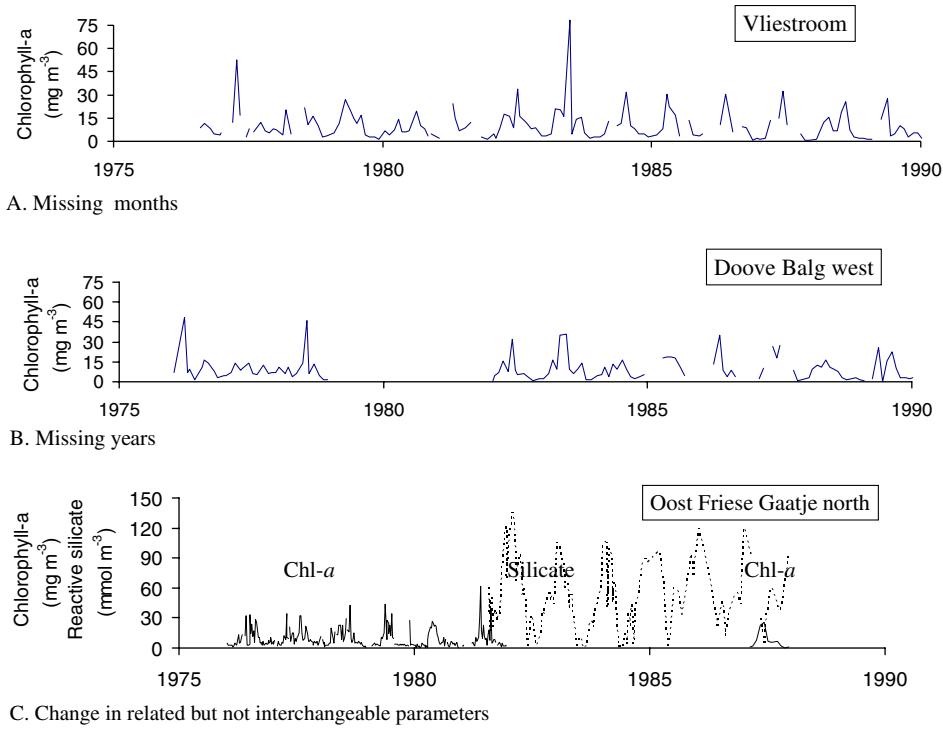 Vliestroom
Chlorophyll-a
(mg m-3)
75
60
45
30
15
0
1975
1980
1985
1990
A. Missing months
Doove Balg west
Chlorophyll-a
(mg m-3)
75
60
45
30
15
0
1975
1980
1985
1990
B. Missing years
Oost Friese Gaatje north
Chlorophyll-a
(mg m-3)
Reactive silicate
(mmol m-3)
150
120
90
60
30
0
Chl-a
Silicate
Chl-a
1975
1980
1985
1990
C. Change in related but not interchangeable parameters